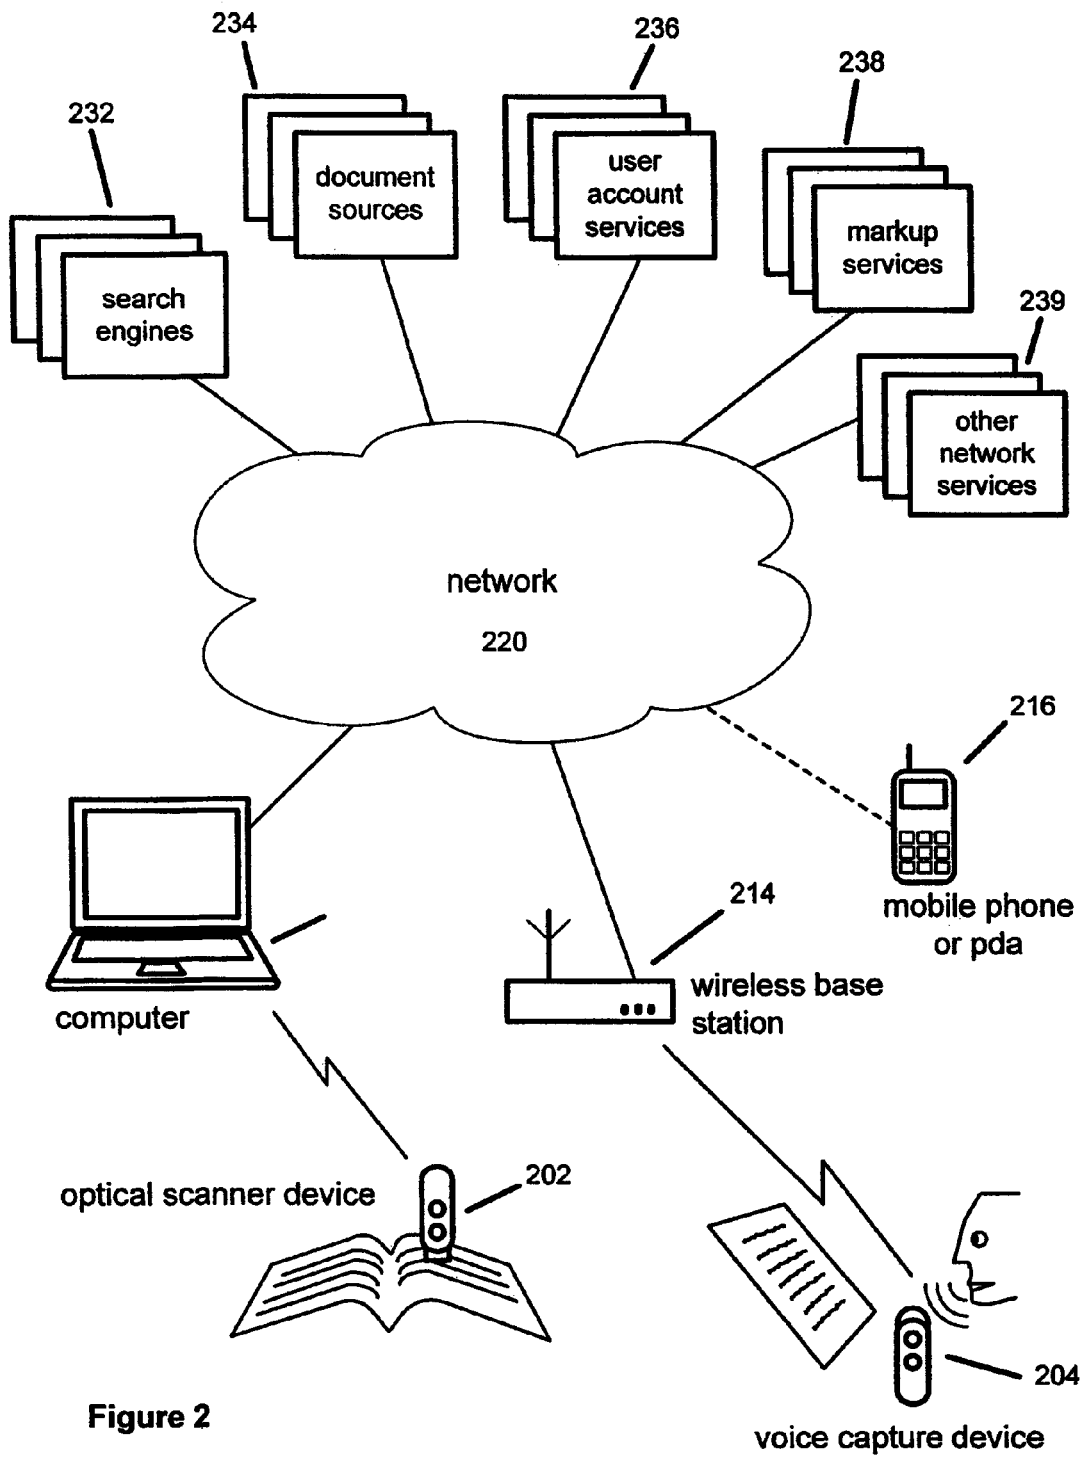 234
236
238
232
document
sources
user
account
services
markup
services
search
engines
239
other
network
services
network
220
216
mobile phone
or pda
214
wireless base
station
computer
202
optical scanner device
204
Figure 2
voice capture device